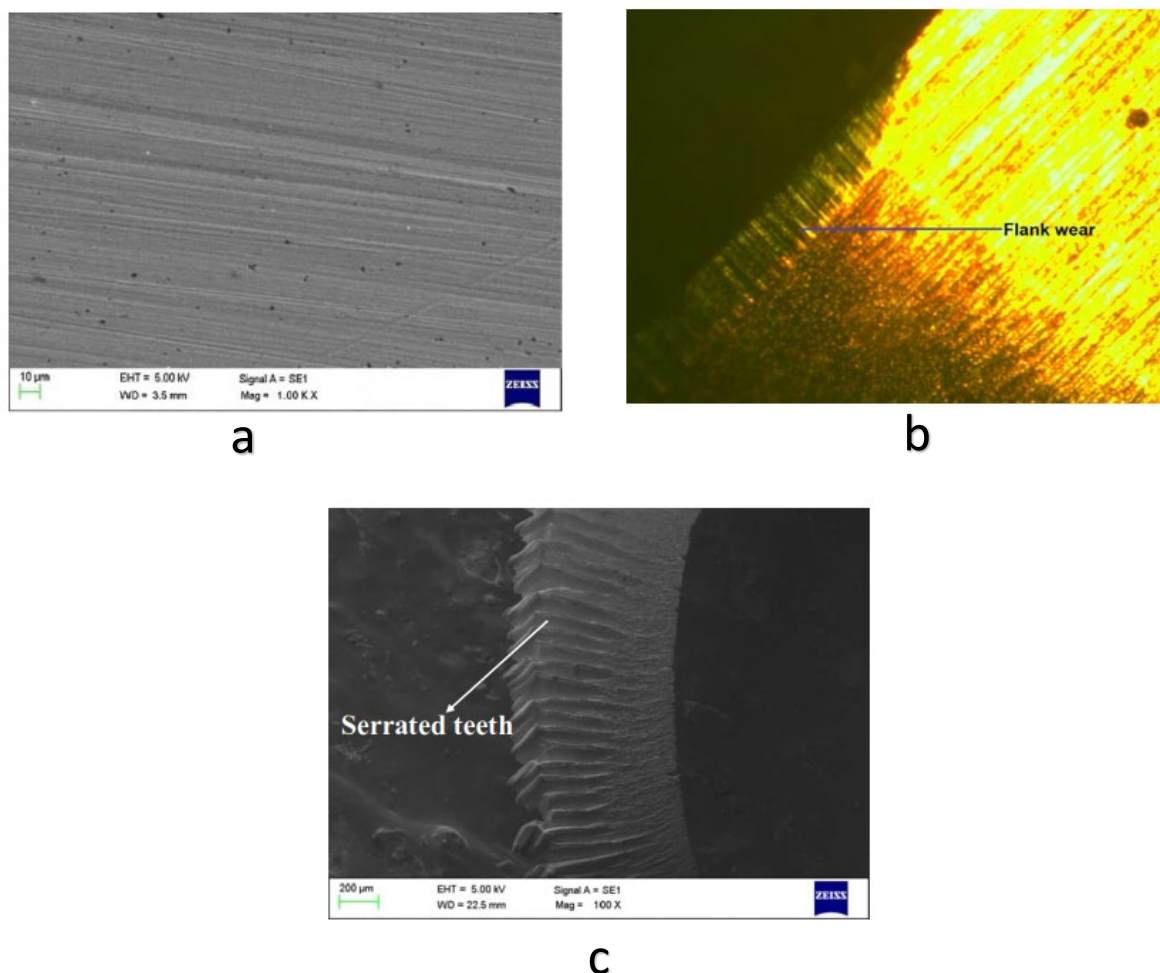 10 µm
EHT = 5.00 kV
Signal A = SE1
WD = 3.5 mm
Mag = 1.00 K X
ZEISS
a
Flank wear
b
Serrated teeth
200 µm
EHT = 5.00 kV
Signal A = SE1
WD = 22.5 mm
Mag = 100 X
ZEISS
c